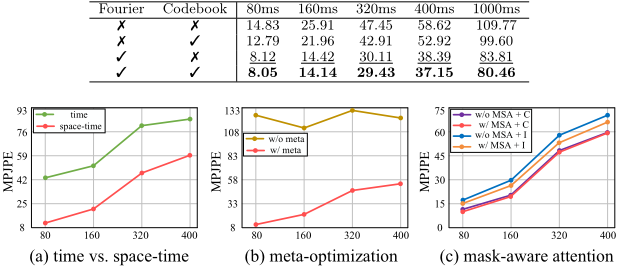 Fourier Codebook 80ms 160ms 320ms 400ms 1000ms
✗ ✗ 14.83 25.91 47.45 58.62 109.77
✗ ✓ 12.79 21.96 42.91 52.92 99.60
✓ ✗ 8.12 14.42 30.11 38.39 83.81
✓ ✓ 8.05 14.14 29.43 37.15 80.46
MPJPE
93
76
59
42
25
8
time
space-time
80 160 320 400
(a) time vs. space-time
MPJPE
133
108
83
58
33
8
w/o meta
w/ meta
80 160 320 400
(b) meta-optimization
MPJPE
75
60
45
30
15
0
w/o MSA + C
w/ MSA + C
w/o MSA + I
w/ MSA + I
80 160 320 400
(c) mask-aware attention